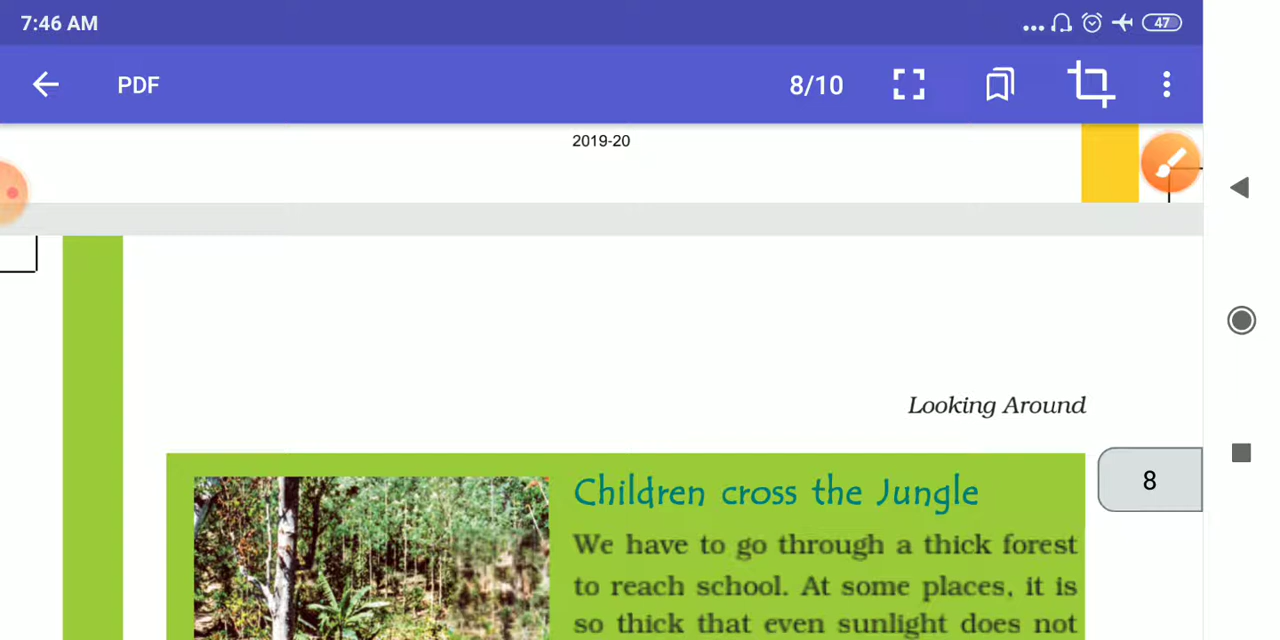 7:46 AM
47
PDF
8/10
2019-20
Looking Around
8
Children cross the Jungle
We have to go through a thick forest
to reach school. At some places, it is
so thick that even sunlight does not